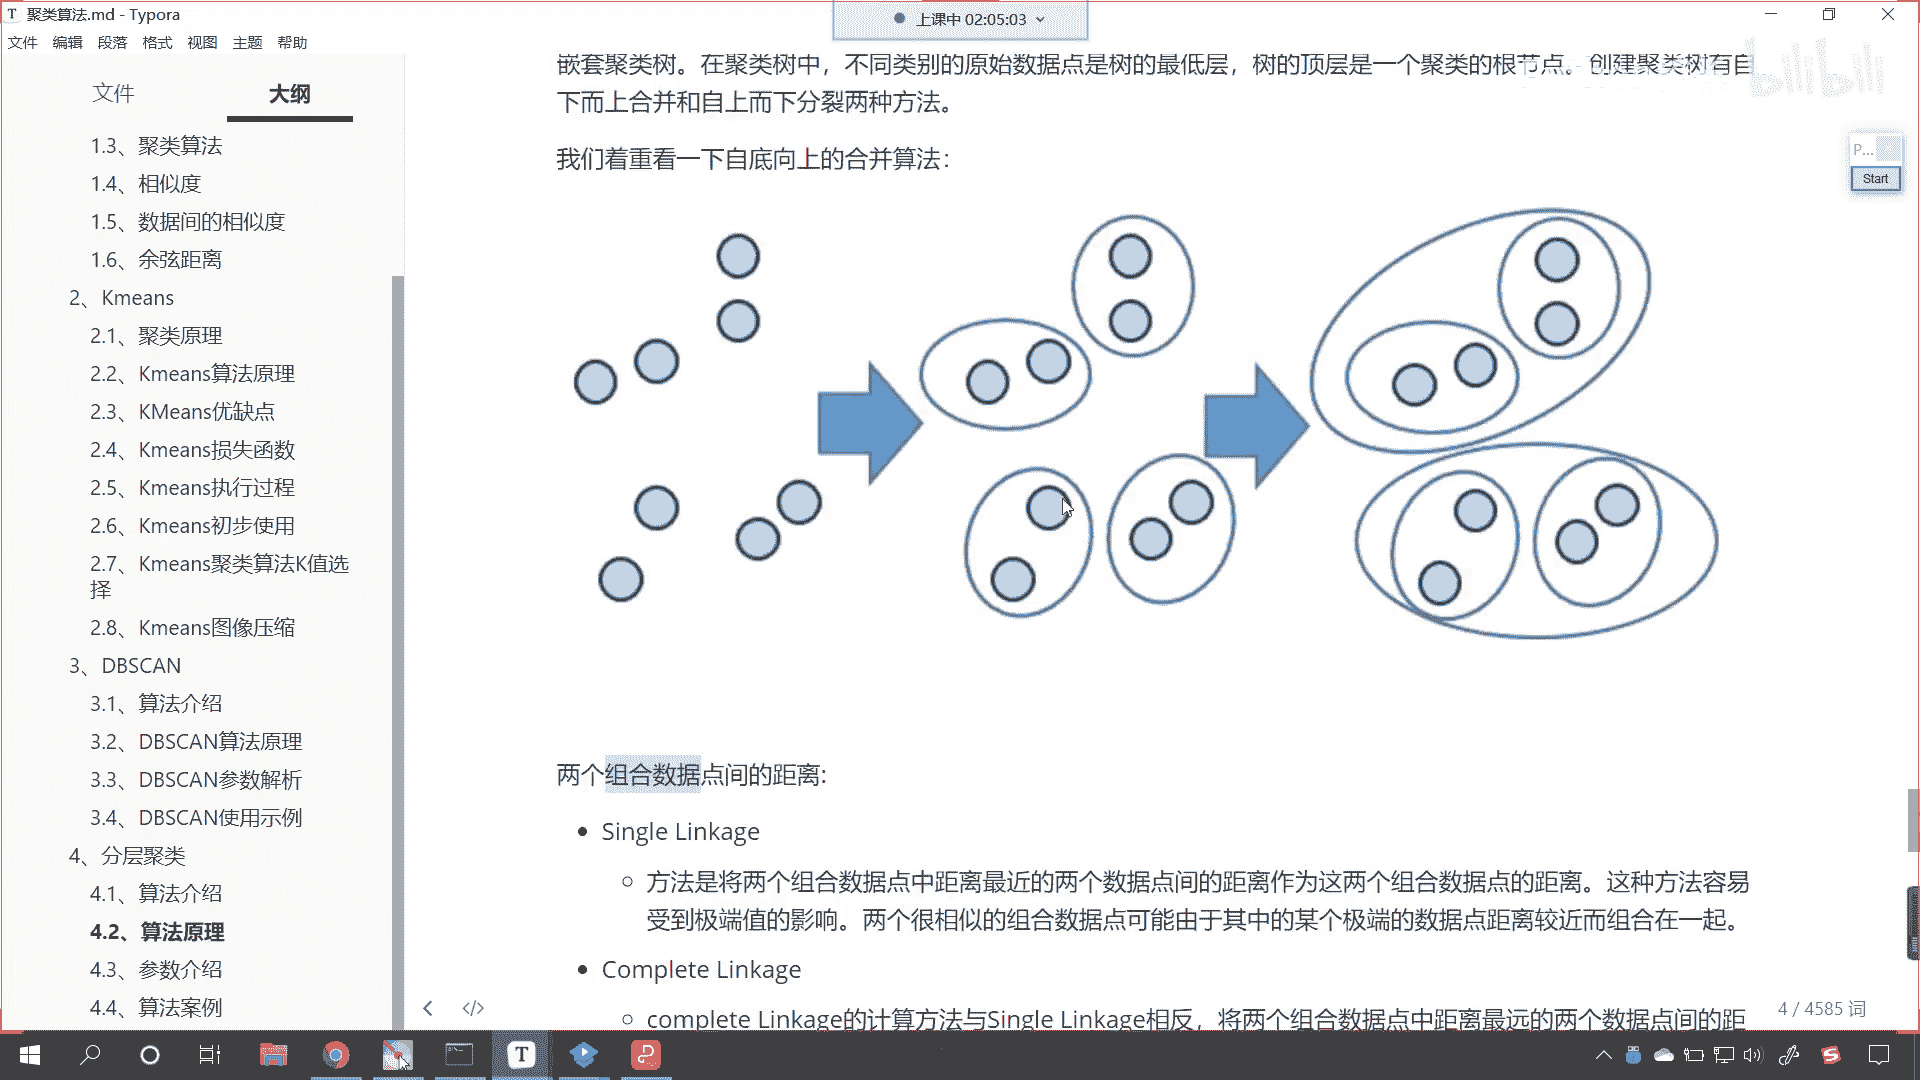 聚类算法.md - Typora
上课中 02:05:03
文件 编辑 段落 格式 视图 主题 帮助
文件 大纲
1.3、聚类算法
1.4、相似度
1.5、数据间的相似度
1.6、余弦距离
2、Kmeans
2.1、聚类原理
2.2、Kmeans算法原理
2.3、KMeans优缺点
2.4、Kmeans损失函数
2.5、Kmeans执行过程
2.6、Kmeans初步使用
2.7、Kmeans聚类算法K值选
择
2.8、Kmeans图像压缩
3、DBSCAN
3.1、算法介绍
3.2、DBSCAN算法原理
3.3、DBSCAN参数解析
3.4、DBSCAN使用示例
4、分层聚类
4.1、算法介绍
4.2、算法原理
4.3、参数介绍
4.4、算法案例
嵌套聚类树。在聚类树中，不同类别的原始数据点是树的最低层，树的顶层是一个聚类的根节点。创建聚类树有自
下而上合并和自上而下分裂两种方法。
我们着重看一下自底向上的合并算法：
两个组合数据点间的距离:
Single Linkage
方法是将两个组合数据点中距离最近的两个数据点间的距离作为这两个组合数据点的距离。这种方法容易
受到极端值的影响。两个很相似的组合数据点可能由于其中的某个极端的数据点距离较近而组合在一起。
Complete Linkage
complete Linkage的计算方法与Single Linkage相反，将两个组合数据点中距离最远的两个数据点间的距
4 / 4585 词
bilibili
P...
Start